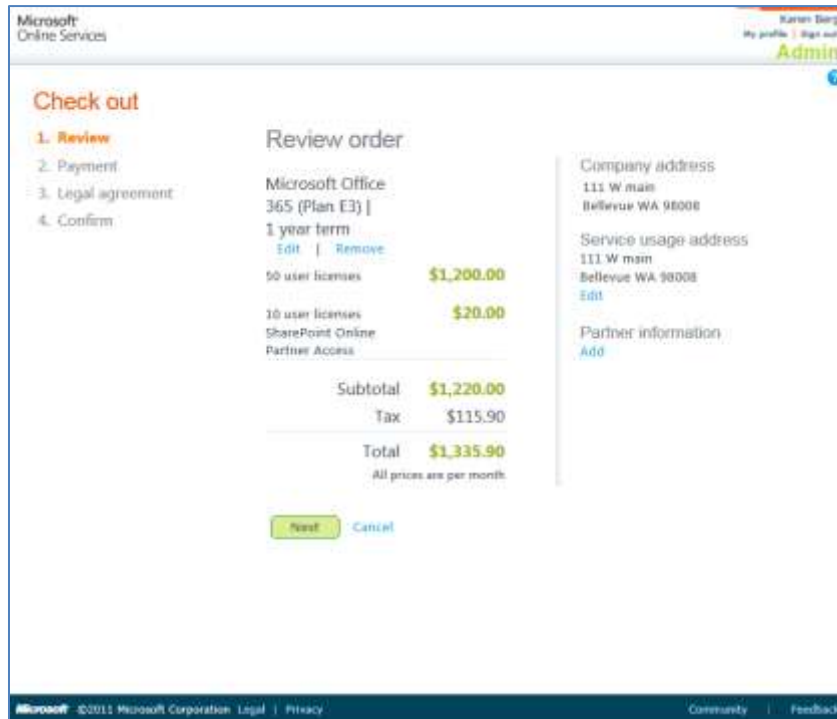 Microsoft
Online Services
Karen Berg
My profile | Sign out
Admin
?
Check out
1. Review
2. Payment
3. Legal agreement
4. Confirm
Review order
Microsoft Office
365 (Plan E3) |
1 year term
Edit | Remove
50 user licenses $1,200.00
10 user licenses $20.00
SharePoint Online
Partner Access
Subtotal $1,220.00
Tax $115.90
Total $1,335.90
All prices are per month
Next Cancel
Company address
111 W main
Bellevue WA 98008
Service usage address
111 W main
Bellevue WA 98008
Edit
Partner information
Add
Microsoft ©2011 Microsoft Corporation Legal | Privacy
Community | Feedback